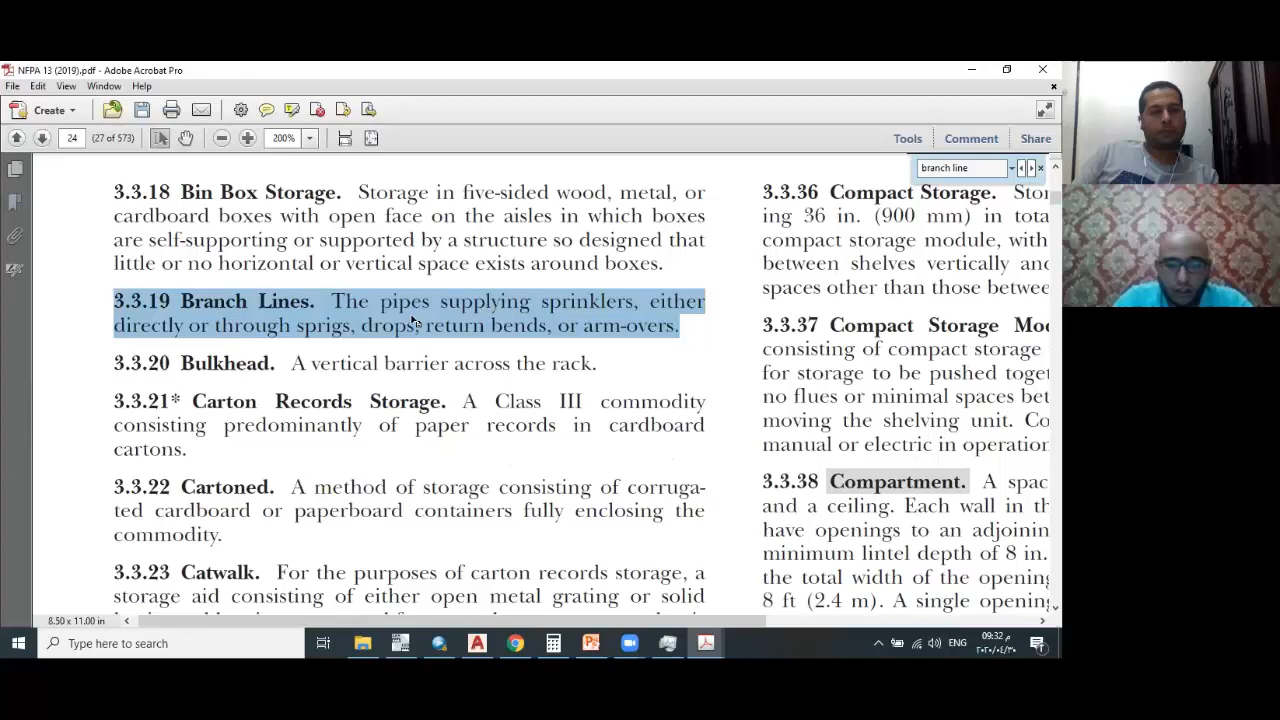 NFPA 13 (2019).pdf - Adobe Acrobat Pro
File Edit View Window Help
Create
24 (27 of 573) 200% Tools Comment Share
branch line
3.3.18 Bin Box Storage. Storage in five-sided wood, metal, or
cardboard boxes with open face on the aisles in which boxes
are self-supporting or supported by a structure so designed that
little or no horizontal or vertical space exists around boxes.
3.3.19 Branch Lines. The pipes supplying sprinklers, either
directly or through sprigs, drops, return bends, or arm-overs.
3.3.20 Bulkhead. A vertical barrier across the rack.
3.3.21* Carton Records Storage. A Class III commodity
consisting predominantly of paper records in cardboard
cartons.
3.3.22 Cartoned. A method of storage consisting of corruga-
ted cardboard or paperboard containers fully enclosing the
commodity.
3.3.23 Catwalk. For the purposes of carton records storage, a
storage aid consisting of either open metal grating or solid
3.3.36 Compact Storage. Stor
ing 36 in. (900 mm) in tota
compact storage module, with
between shelves vertically and
spaces other than those betwee
3.3.37 Compact Storage Mod
consisting of compact storage
for storage to be pushed toget
no flues or minimal spaces bet
moving the shelving unit. Co
manual or electric in operation
3.3.38 Compartment. A spac
and a ceiling. Each wall in th
have openings to an adjoinin
minimum lintel depth of 8 in.
the total width of the opening
8 ft (2.4 m). A single opening
8.50 x 11.00 in
Type here to search
ENG
09:32 م
٢٠٢٠/٠٤/٣٠